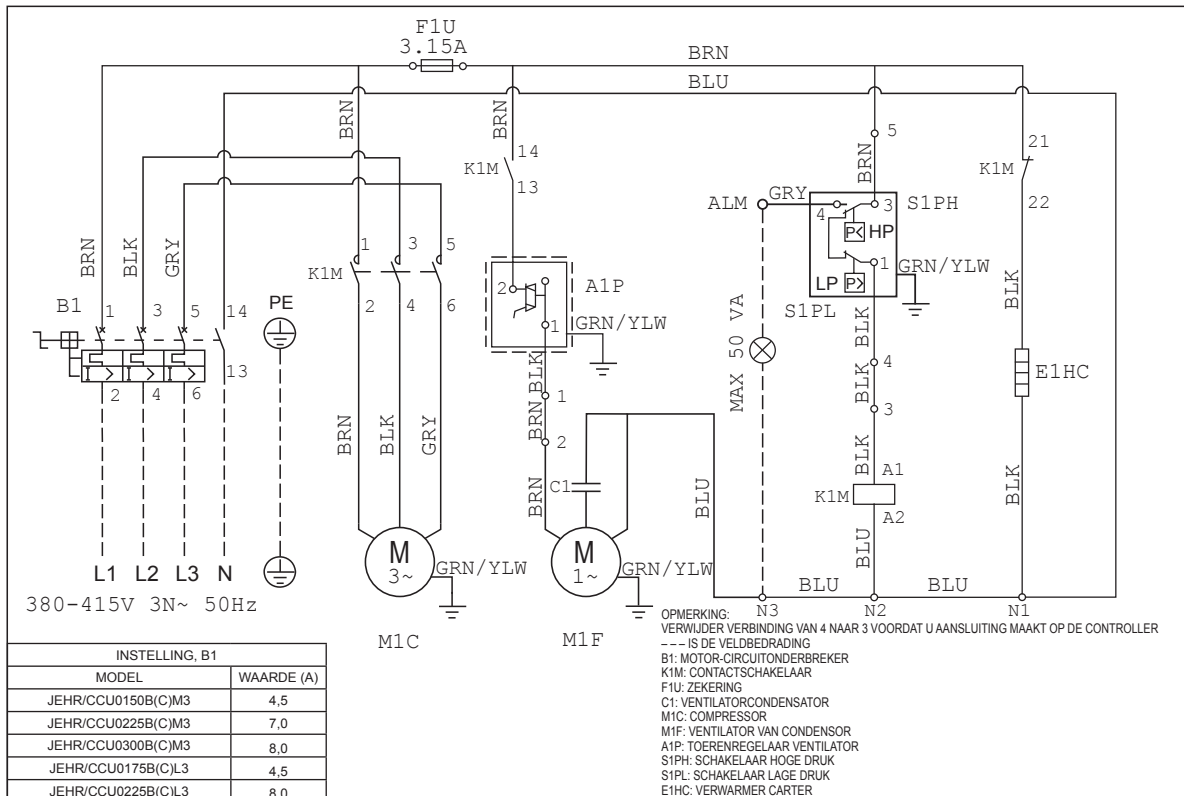 F1U
3.15A
BRN
BLU
BRN
BRN
14
K1M
13
5
BRN
21
K1M
22
ALM
GRY
4
3
S1PH
P< HP
1
LP P>
GRN/YLW
S1PL
BRN
BLK
GRY
B1
1
3
5
14
13
2
4
6
PE
K1M
1
3
5
2
4
6
2
A1P
1
GRN/YLW
BLK
1
BRN
2
BRN
C1
BRN
BLK
GRY
BLU
MAX 50 VA
BLK
4
BLK
3
BLK
A1
K1M
A2
BLU
BLK
E1HC
BLK
L1 L2 L3 N
380-415V 3N~ 50Hz
M
3~
GRN/YLW
M1C
M
1~
GRN/YLW
M1F
BLU
BLU
N3
N2
N1
OPMERKING:
VERWIJDER VERBINDING VAN 4 NAAR 3 VOORDAT U AANSLUITING MAAKT OP DE CONTROLLER
--- IS DE VELDBEDRADING
B1: MOTOR-CIRCUITONDERBREKER
K1M: CONTACTSCHAKELAAR
F1U: ZEKERING
C1: VENTILATORCONDENSATOR
M1C: COMPRESSOR
M1F: VENTILATOR VAN CONDENSOR
A1P: TOERENREGELAAR VENTILATOR
S1PH: SCHAKELAAR HOGE DRUK
S1PL: SCHAKELAAR LAGE DRUK
E1HC: VERWARMER CARTER
INSTELLING, B1
MODEL WAARDE (A)
JEHR/CCU0150B(C)M3 4,5
JEHR/CCU0225B(C)M3 7,0
JEHR/CCU0300B(C)M3 8,0
JEHR/CCU0175B(C)L3 4,5
JEHR/CCU0225B(C)L3 8,0